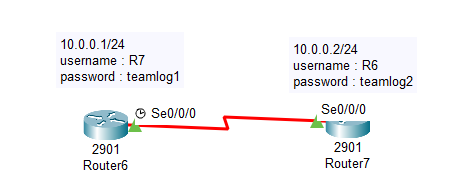 10.0.0.1/24
username : R7
password : teamlog1
10.0.0.2/24
username : R6
password : teamlog2
Se0/0/0
Se0/0/0
2901
Router6
2901
Router7